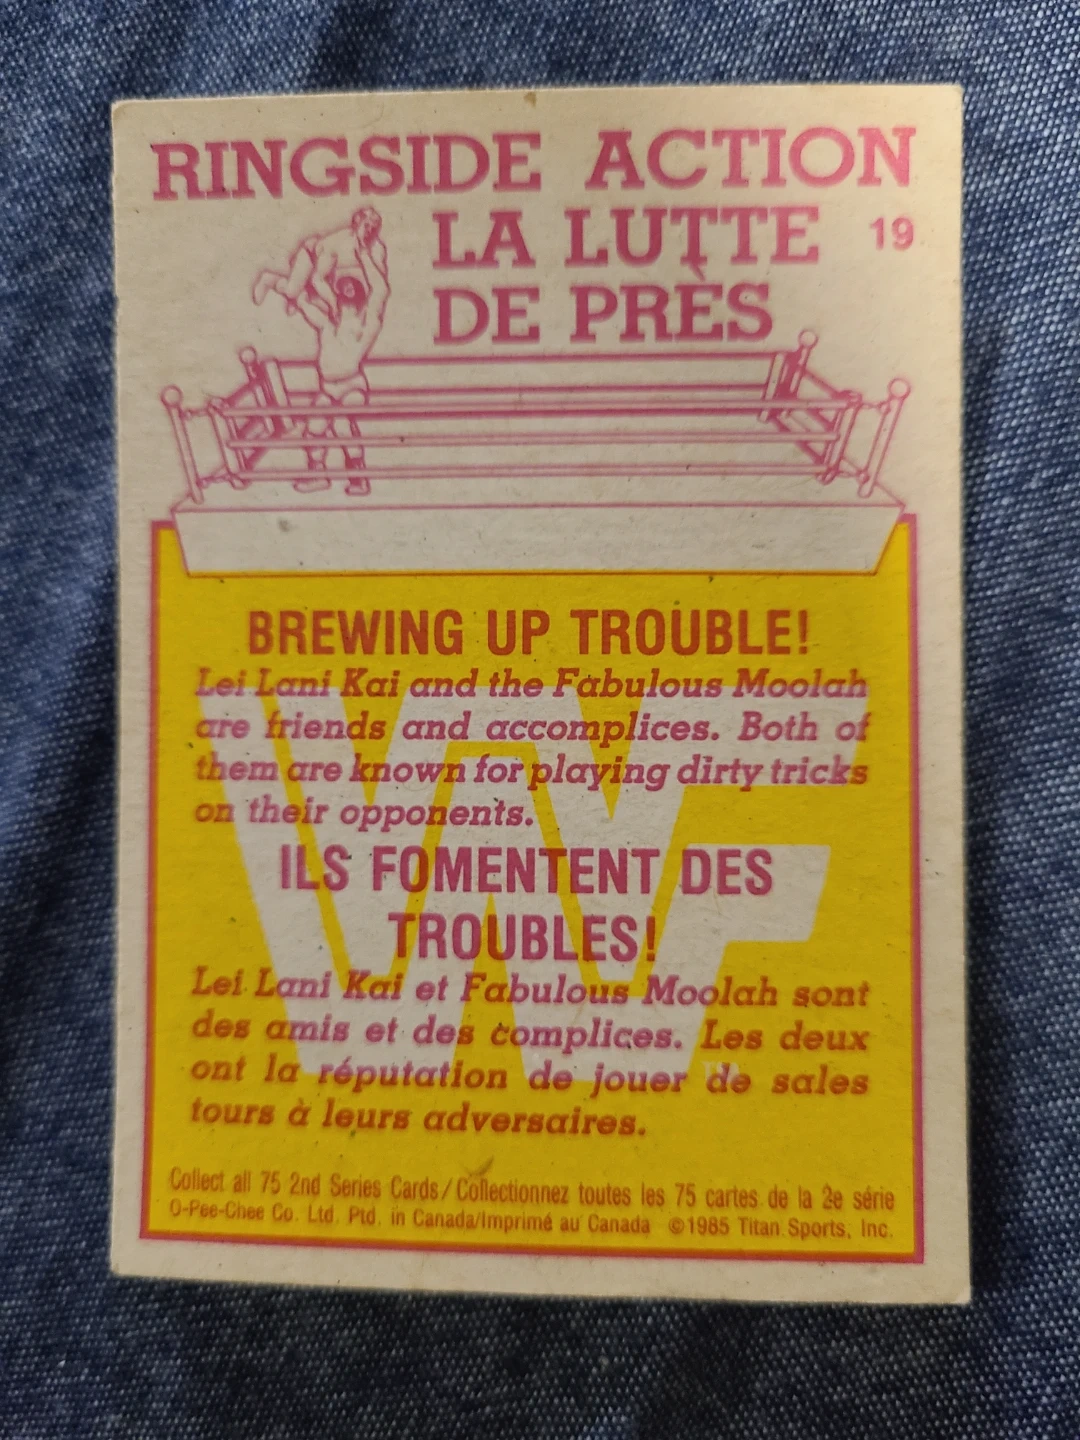 RINGSIDE ACTION
LA LUTTE
19
DE PRÈS
BREWING UP TROUBLE!
Lei Lani Kai and the Fabulous Moolah
are friends and accomplices. Both of
them are known for playing dirty tricks
on their opponents.
ILS FOMENTENT DES
TROUBLES!
Lei Lani Kai et Fabulous Moolah sont
des amis et des complices. Les deux
ont la réputation de jouer de sales
tours à leurs adversaires.
Collect all 75 2nd Series Cards/Collectionnez toutes les 75 cartes de la 2e série
O-Pee-Chee Co. Ltd. Ptd. in Canada/Imprimé au Canada ©1985 Titan Sports, Inc.